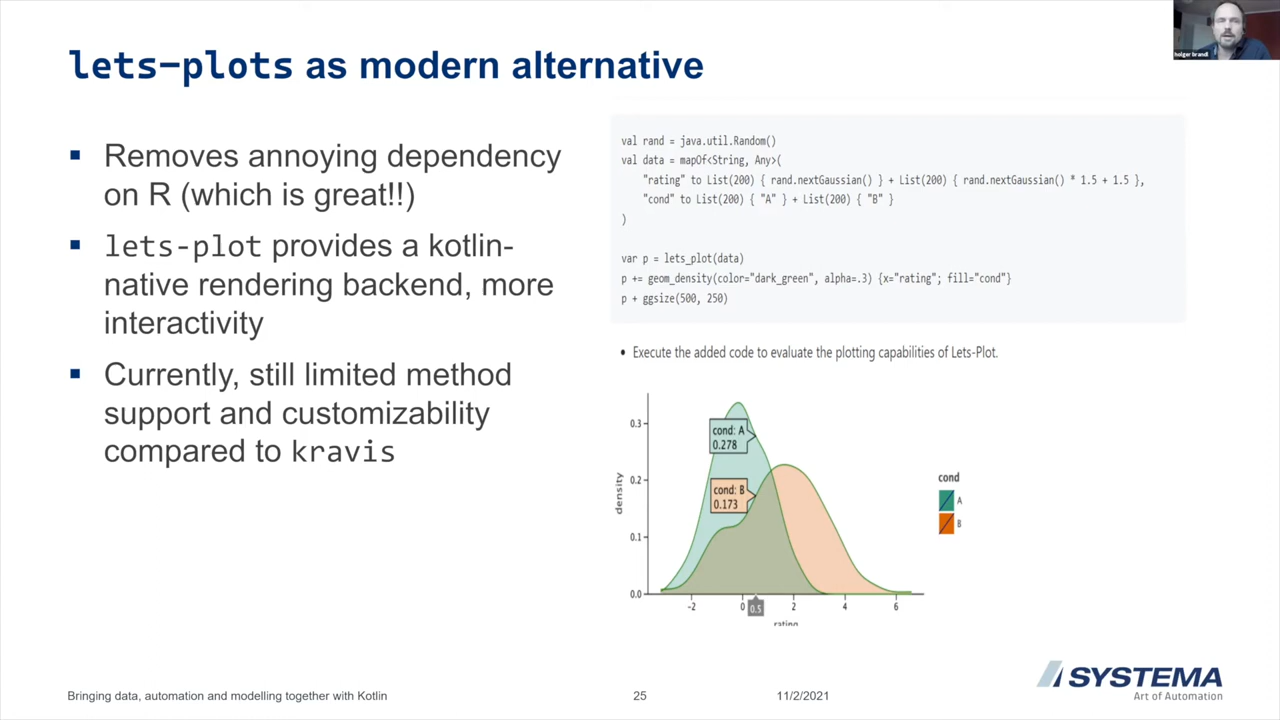 lets-plots as modern alternative
holger brandl
▪ Removes annoying dependency
on R (which is great!!)
▪ lets-plot provides a kotlin-
native rendering backend, more
interactivity
▪ Currently, still limited method
support and customizability
compared to kravis
val rand = java.util.Random()
val data = mapOf<String, Any>(
"rating" to List(200) { rand.nextGaussian() } + List(200) { rand.nextGaussian() * 1.5 + 1.5 },
"cond" to List(200) { "A" } + List(200) { "B" }
)
var p = lets_plot(data)
p += geom_density(color="dark_green", alpha=.3) {x="rating"; fill="cond"}
p + ggsize(500, 250)
• Execute the added code to evaluate the plotting capabilities of Lets-Plot.
0.3
0.2
0.1
0.0
density
cond: A
0.278
cond: B
0.173
-2
0
0.5
2
4
6
rating
cond
A
B
SYSTEMA
Art of Automation
Bringing data, automation and modelling together with Kotlin
25
11/2/2021